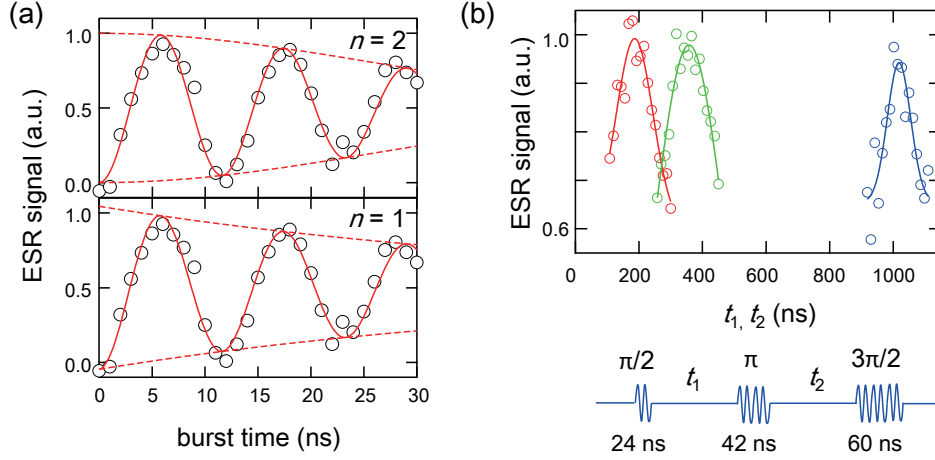 (a)
n = 2
1.0
0.5
0.0
n = 1
1.0
0.5
0.0
ESR signal (a.u.)
0 5 10 15 20 25 30
burst time (ns)
(b)
1.0
0.8
0.6
ESR signal (a.u.)
0 200 400 600 800 1000
t₁, t₂ (ns)
π/2 t₁ π t₂ 3π/2
24 ns 42 ns 60 ns